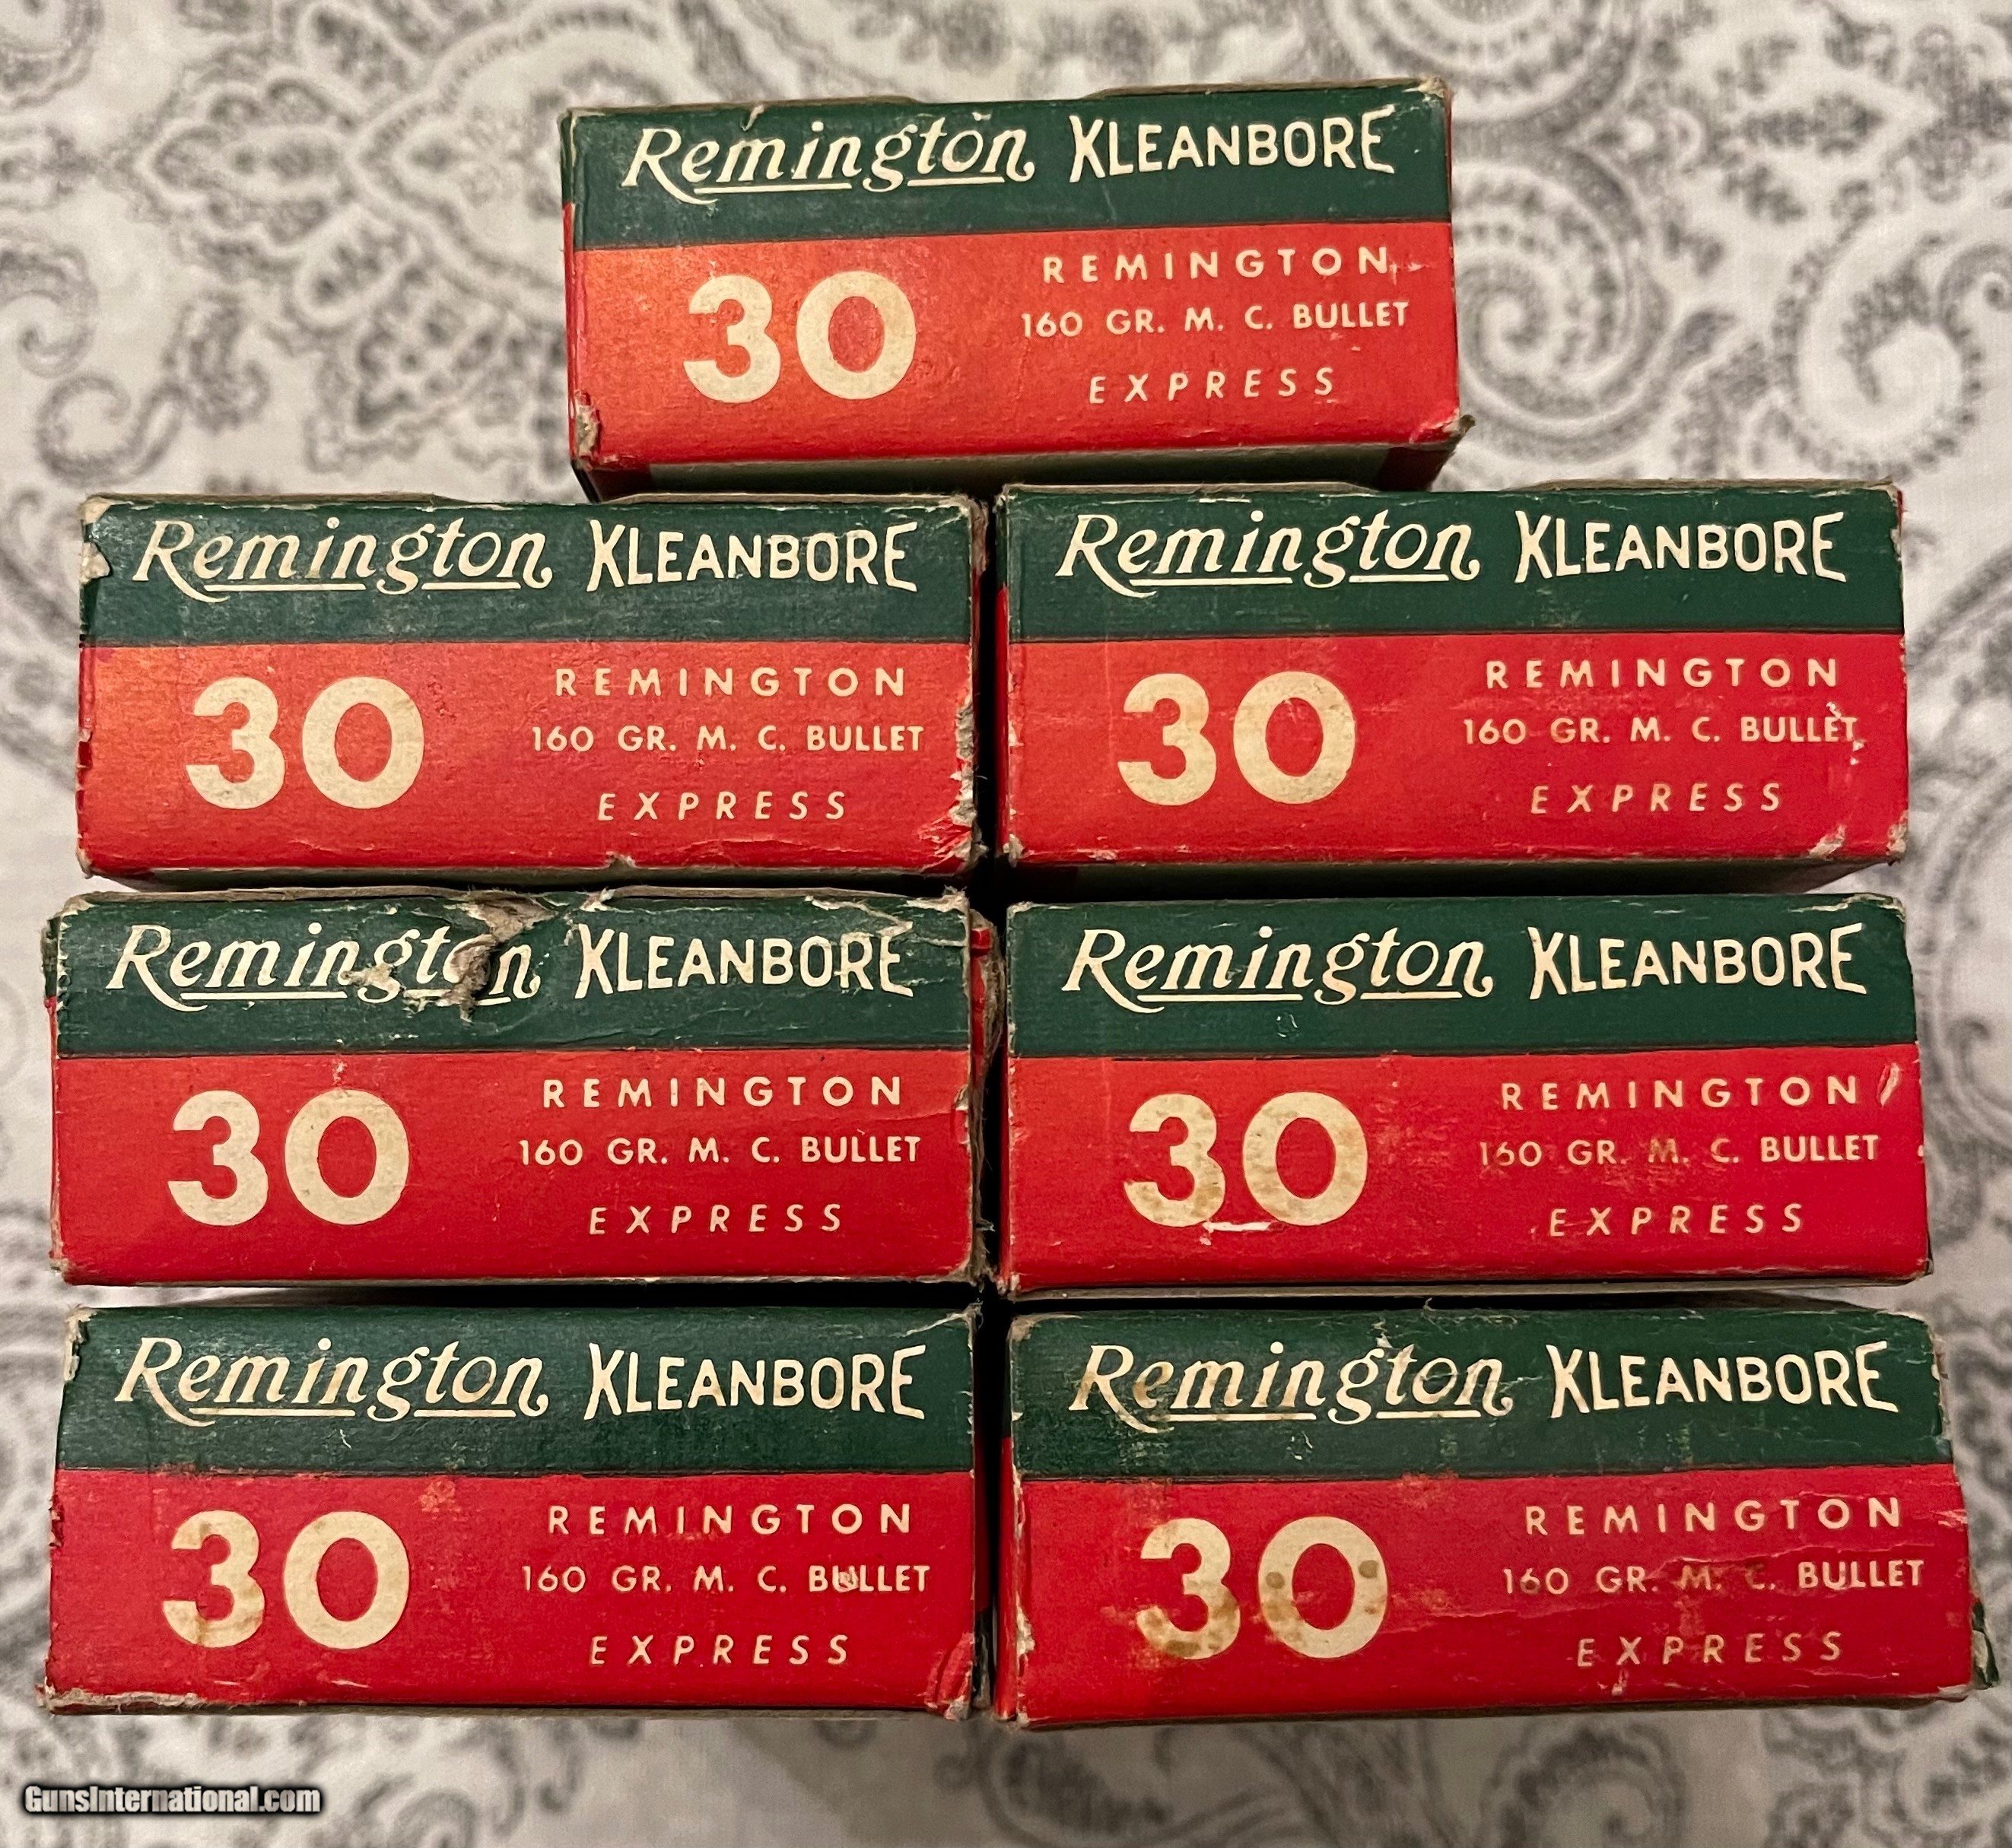 Remington KLEANBORE
30
REMINGTON
160 GR. M. C. BULLET
EXPRESS
Remington KLEANBORE
30
REMINGTON
160 GR. M. C. BULLET
EXPRESS
Remington KLEANBORE
30
REMINGTON
160 GR. M. C. BULLET
EXPRESS
Remington KLEANBORE
30
REMINGTON
160 GR. M. C. BULLET
EXPRESS
Remington KLEANBORE
30
REMINGTON
160 GR. M. C. BULLET
EXPRESS
Remington KLEANBORE
30
REMINGTON
160 GR. M. C. BULLET
EXPRESS
Remington KLEANBORE
30
REMINGTON
160 GR. M. C. BULLET
EXPRESS
GunsInternational.com